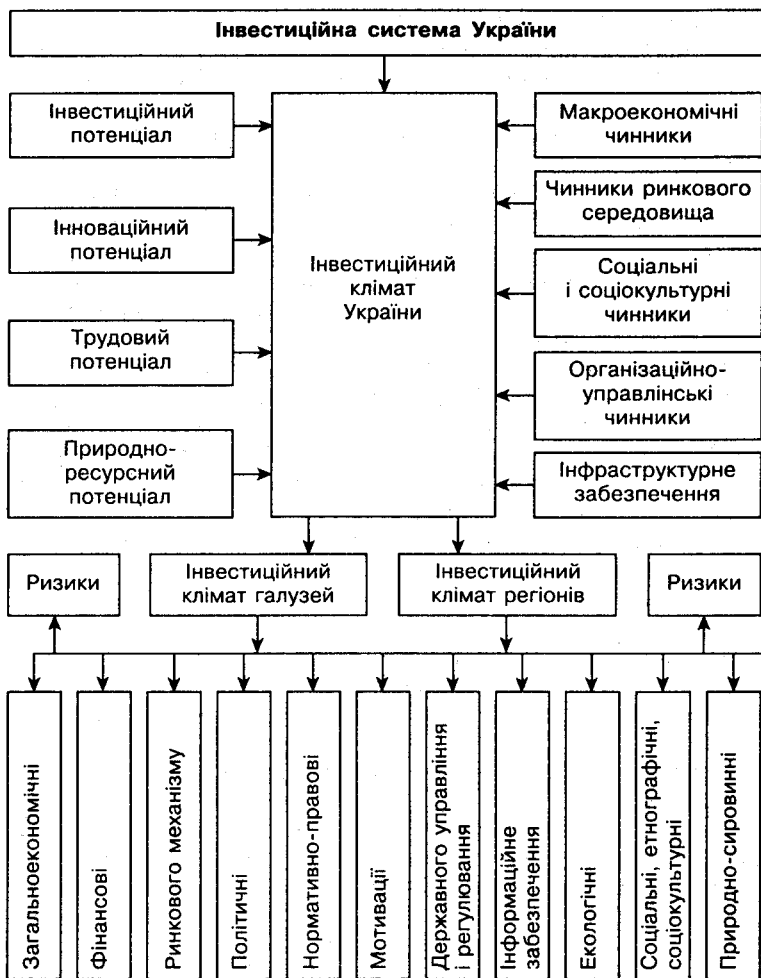 Інвестиційна система України
Інвестиційний
потенціал
Інноваційний
потенціал
Трудовий
потенціал
Природно-
ресурсний
потенціал
Інвестиційний
клімат
України
Макроекономічні
чинники
Чинники ринкового
середовища
Соціальні
і соціокультурні
чинники
Організаційно-
управлінські
чинники
Інфраструктурне
забезпечення
Ризики
Інвестиційний
клімат галузей
Інвестиційний
клімат регіонів
Ризики
Загальноекономічні
Фінансові
Ринкового механізму
Політичні
Нормативно-правові
Мотивації
Державного управління
і регулювання
Інформаційне
забезпечення
Екологічні
Соціальні, етнографічні,
соціокультурні
Природно-сировинні